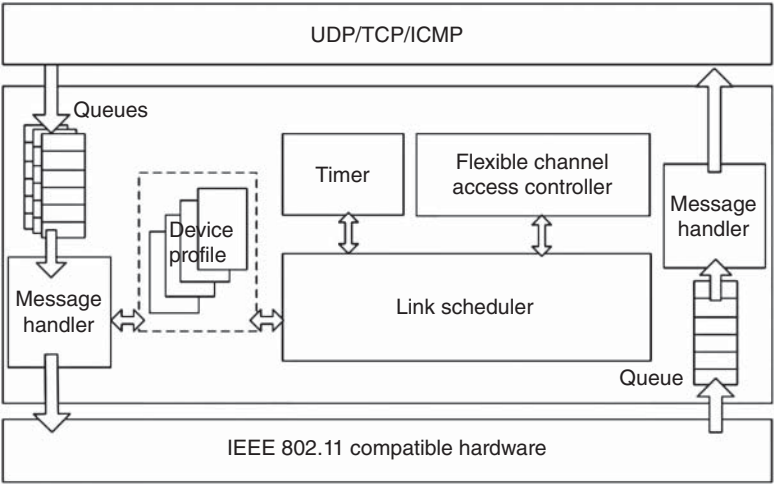 UDP/TCP/ICMP
Queues
Timer
Flexible channel
access controller
Message
handler
Device
profile
Message
handler
Link scheduler
Queue
IEEE 802.11 compatible hardware